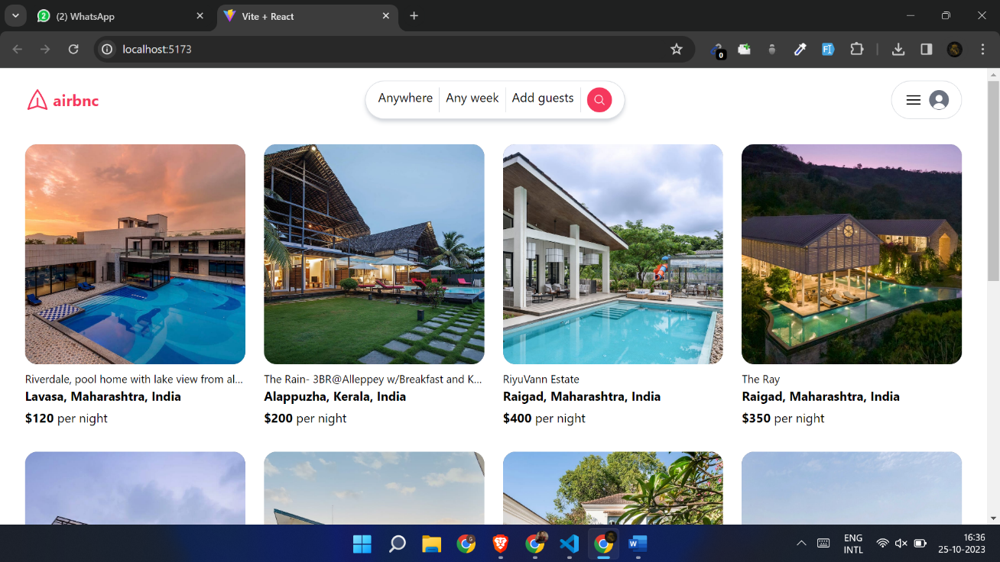 2 (2) WhatsApp
Vite + React
localhost:5173
0
FI
airbnc
Anywhere Any week Add guests
Riverdale, pool home with lake view from al...
Lavasa, Maharashtra, India
$120 per night
The Rain- 3BR@Alleppey w/Breakfast and K...
Alappuzha, Kerala, India
$200 per night
RiyuVann Estate
Raigad, Maharashtra, India
$400 per night
The Ray
Raigad, Maharashtra, India
$350 per night
G
W
ENG
INTL
16:36
25-10-2023